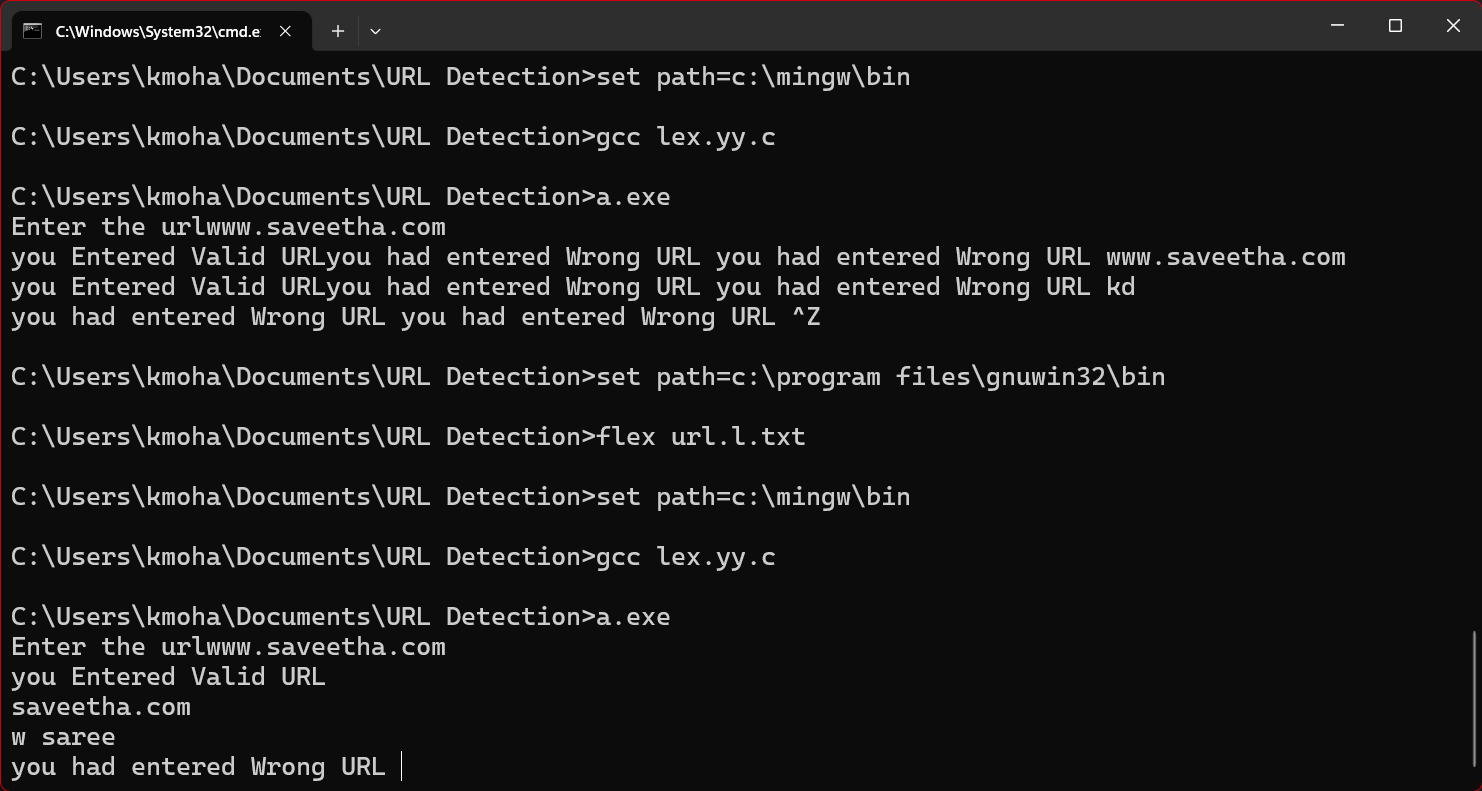 C:\Windows\System32\cmd.e
C:\Users\kmoha\Documents\URL Detection>set path=c:\mingw\bin
C:\Users\kmoha\Documents\URL Detection>gcc lex.yy.c
C:\Users\kmoha\Documents\URL Detection>a.exe
Enter the urlwww.saveetha.com
you Entered Valid URLyou had entered Wrong URL you had entered Wrong URL www.saveetha.com
you Entered Valid URLyou had entered Wrong URL you had entered Wrong URL kd
you had entered Wrong URL you had entered Wrong URL ^Z
C:\Users\kmoha\Documents\URL Detection>set path=c:\program files\gnuwin32\bin
C:\Users\kmoha\Documents\URL Detection>flex url.l.txt
C:\Users\kmoha\Documents\URL Detection>set path=c:\mingw\bin
C:\Users\kmoha\Documents\URL Detection>gcc lex.yy.c
C:\Users\kmoha\Documents\URL Detection>a.exe
Enter the urlwww.saveetha.com
you Entered Valid URL
saveetha.com
w saree
you had entered Wrong URL